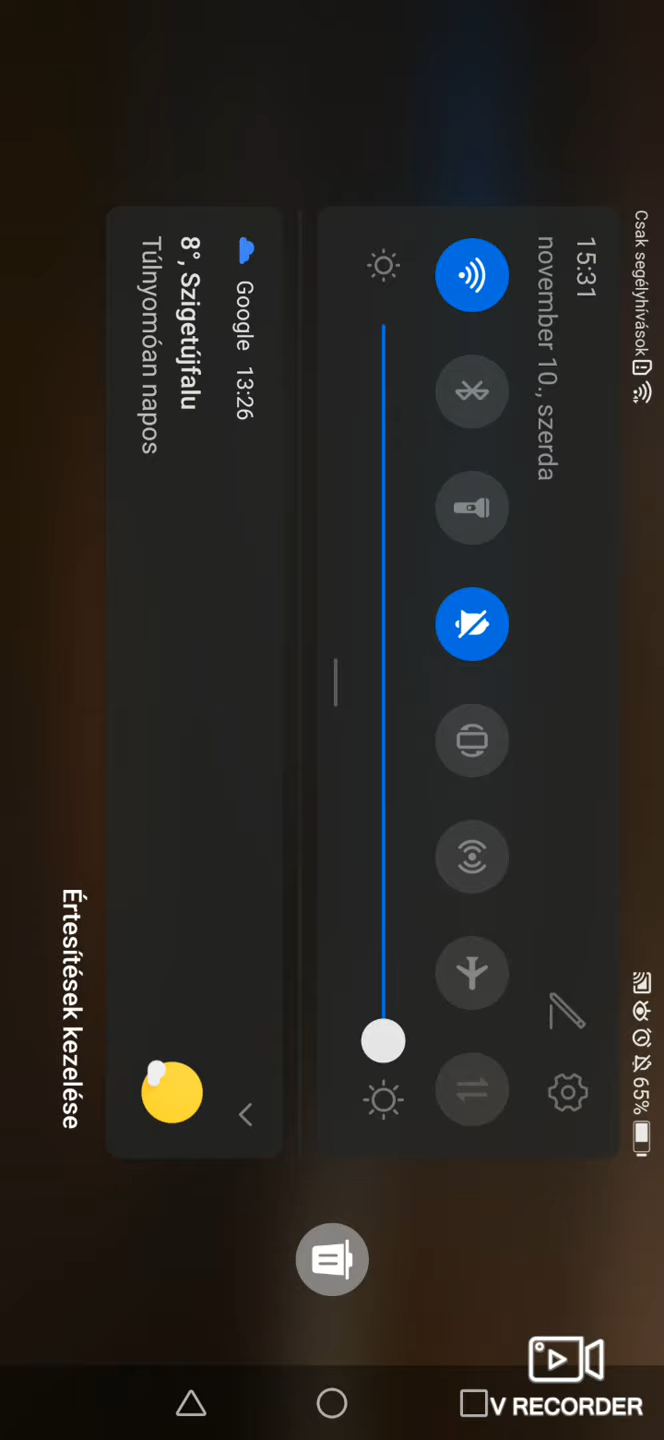 Csak segélyhívások
65%
15:31
november 10., szerda
Google 13:26
8°, Szigetújfalu
Túlnyomóan napos
Értesítések kezelése
V RECORDER